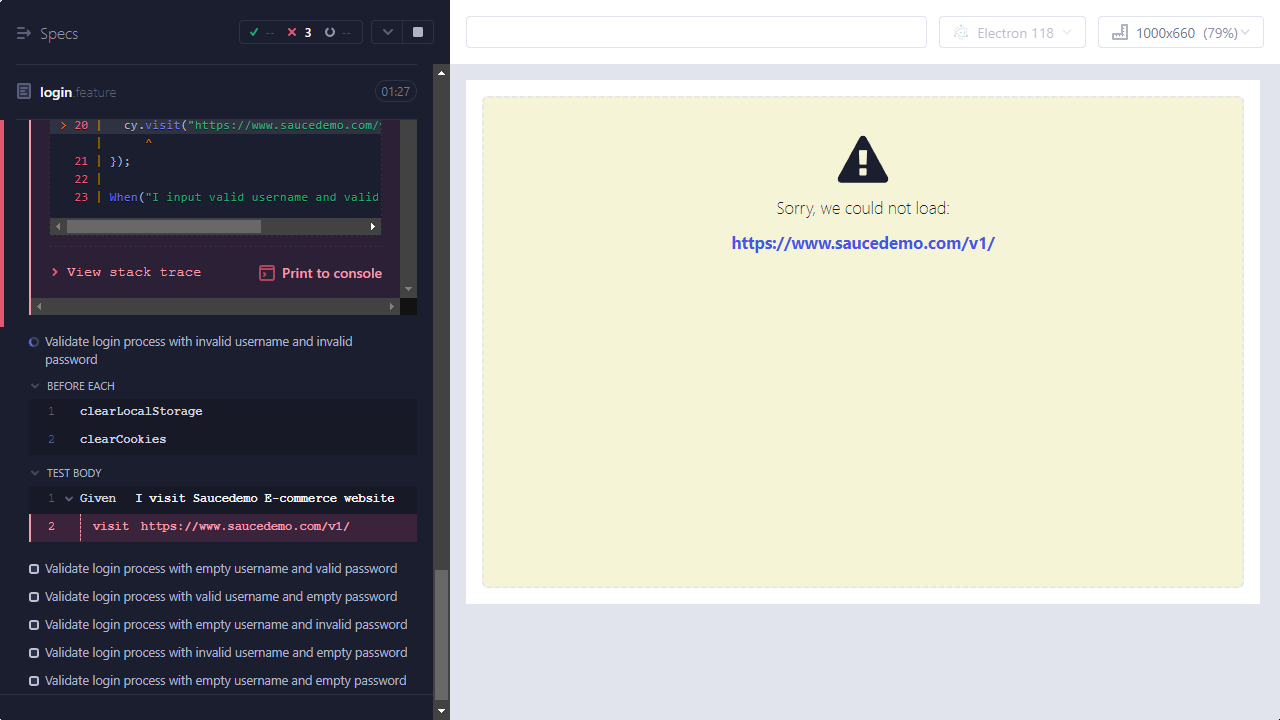 Specs
-- 3 --
Electron 118
1000x660 (79%)
login.feature
01:27
> 20 | cy.visit("https://www.saucedemo.com/
| ^
21 | });
22 |
23 | When("I input valid username and valid
View stack trace
Print to console
Validate login process with invalid username and invalid
password
BEFORE EACH
1 clearLocalStorage
2 clearCookies
TEST BODY
1 Given I visit Saucedemo E-commerce website
2 visit https://www.saucedemo.com/v1/
Validate login process with empty username and valid password
Validate login process with valid username and empty password
Validate login process with empty username and invalid password
Validate login process with invalid username and empty password
Validate login process with empty username and empty password
Sorry, we could not load:
https://www.saucedemo.com/v1/